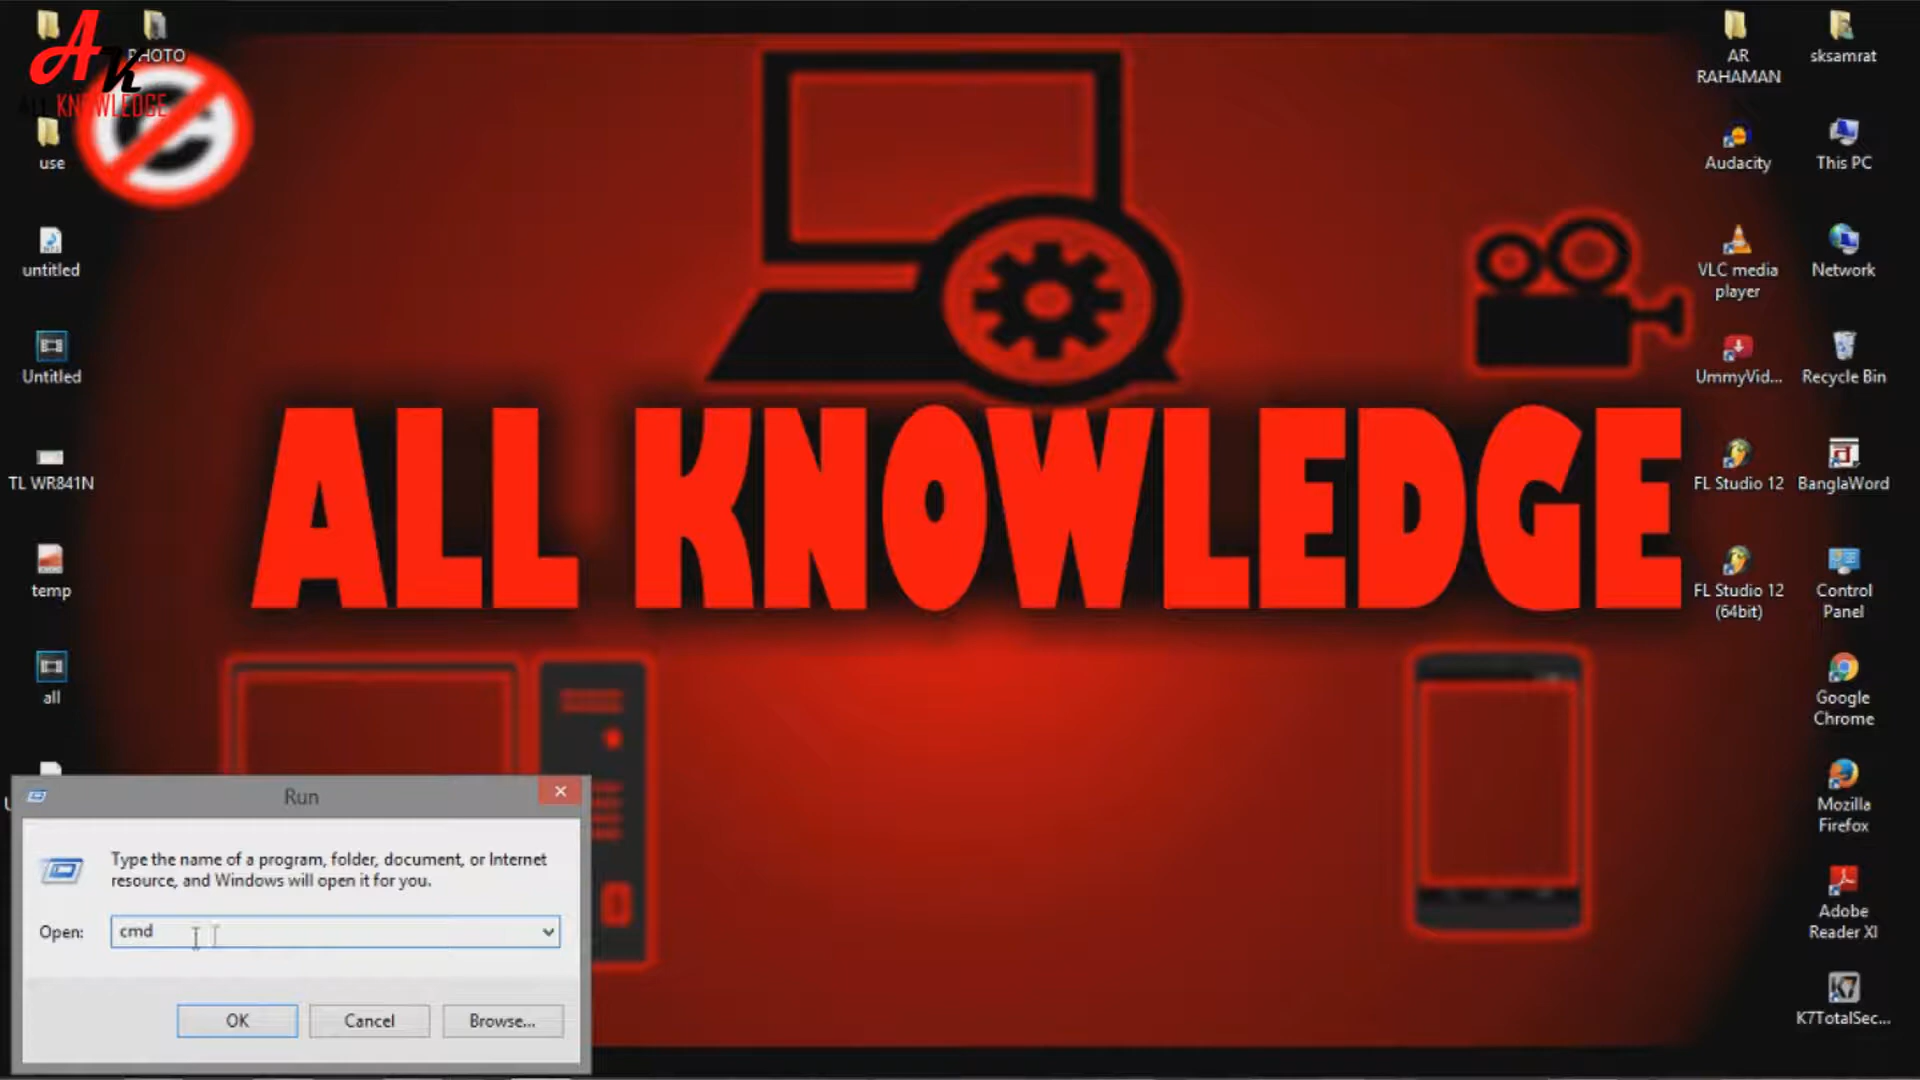 AK
ALL KNOWLEDGE
PHOTO
use
untitled
Untitled
TL WR841N
temp
all
ALL KNOWLEDGE
AR
RAHAMAN
Audacity
VLC media
player
UmmyVid...
FL Studio 12
FL Studio 12
(64bit)
sksamrat
This PC
Network
Recycle Bin
BanglaWord
Control
Panel
Google
Chrome
Mozilla
Firefox
Adobe
Reader XI
K7TotalSec...
Run
Type the name of a program, folder, document, or Internet
resource, and Windows will open it for you.
Open:
cmd
OK
Cancel
Browse...